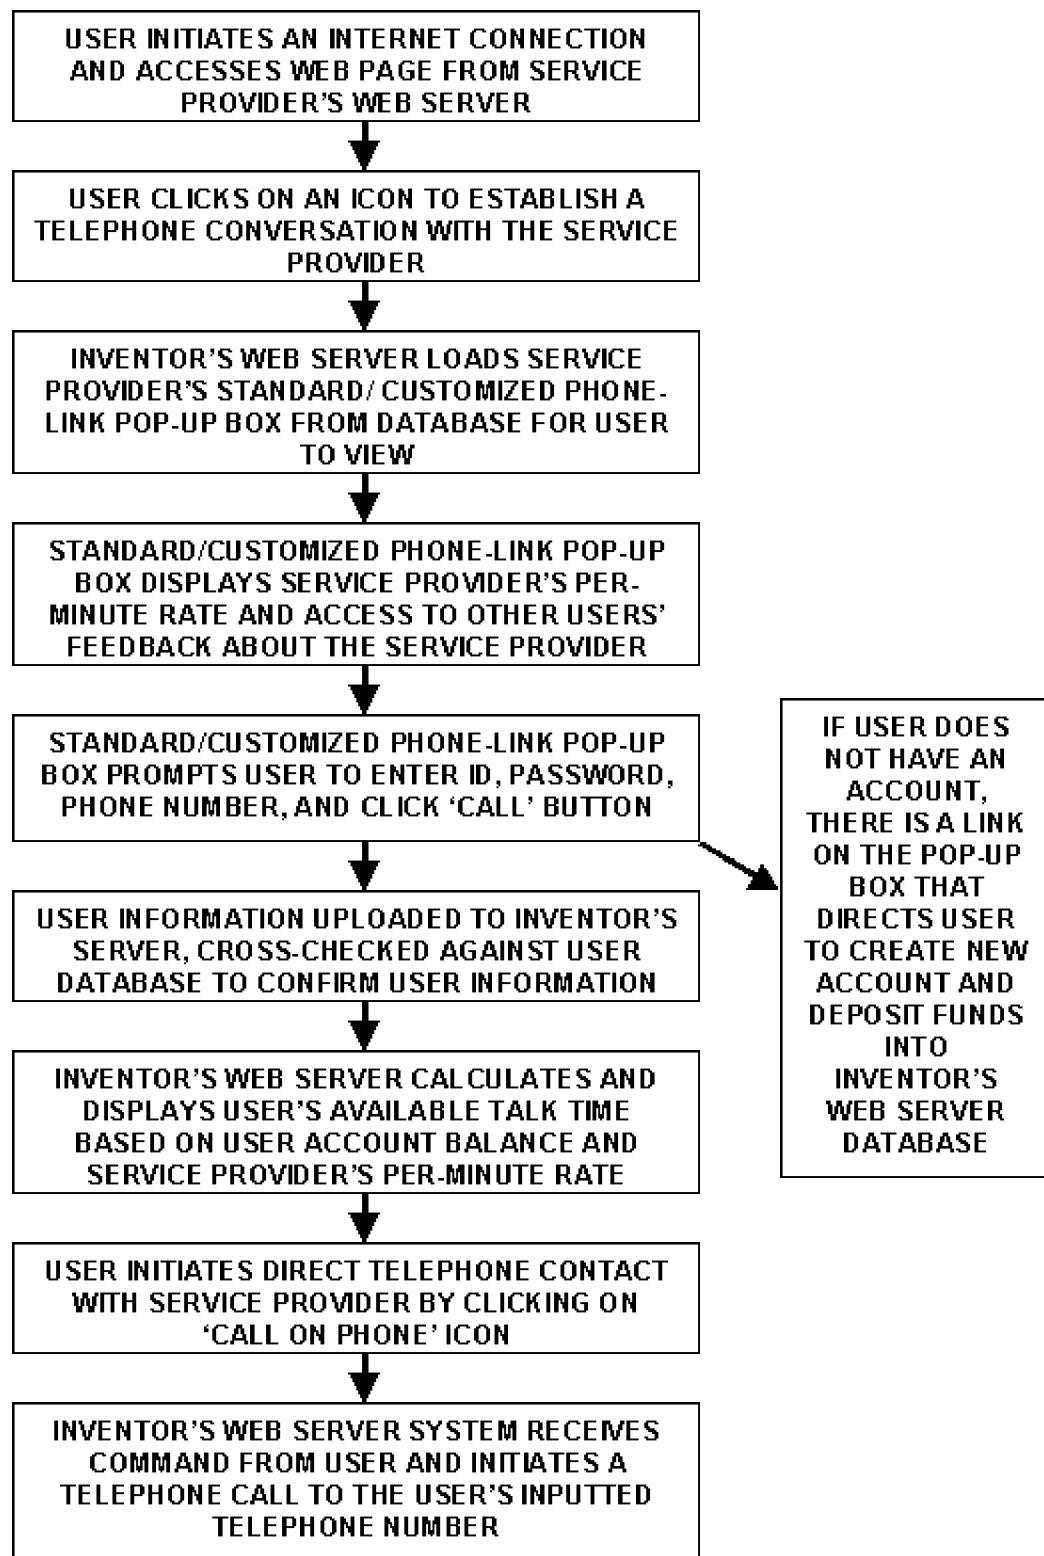 USER INITIATES AN INTERNET CONNECTION
AND ACCESSES WEB PAGE FROM SERVICE
PROVIDER'S WEB SERVER
USER CLICKS ON AN ICON TO ESTABLISH A
TELEPHONE CONVERSATION WITH THE SERVICE
PROVIDER
INVENTOR'S WEB SERVER LOADS SERVICE
PROVIDER'S STANDARD/ CUSTOMIZED PHONE-
LINK POP-UP BOX FROM DATABASE FOR USER
TO VIEW
STANDARD/CUSTOMIZED PHONE-LINK POP-UP
BOX DISPLAYS SERVICE PROVIDER'S PER-
MINUTE RATE AND ACCESS TO OTHER USERS'
FEEDBACK ABOUT THE SERVICE PROVIDER
STANDARD/CUSTOMIZED PHONE-LINK POP-UP
BOX PROMPTS USER TO ENTER ID, PASSWORD,
PHONE NUMBER, AND CLICK 'CALL' BUTTON
IF USER DOES
NOT HAVE AN
ACCOUNT,
THERE IS A LINK
ON THE POP-UP
BOX THAT
DIRECTS USER
TO CREATE NEW
ACCOUNT AND
DEPOSIT FUNDS
INTO
INVENTOR'S
WEB SERVER
DATABASE
USER INFORMATION UPLOADED TO INVENTOR'S
SERVER, CROSS-CHECKED AGAINST USER
DATABASE TO CONFIRM USER INFORMATION
INVENTOR'S WEB SERVER CALCULATES AND
DISPLAYS USER'S AVAILABLE TALK TIME
BASED ON USER ACCOUNT BALANCE AND
SERVICE PROVIDER'S PER-MINUTE RATE
USER INITIATES DIRECT TELEPHONE CONTACT
WITH SERVICE PROVIDER BY CLICKING ON
'CALL ON PHONE' ICON
INVENTOR'S WEB SERVER SYSTEM RECEIVES
COMMAND FROM USER AND INITIATES A
TELEPHONE CALL TO THE USER'S INPUTTED
TELEPHONE NUMBER